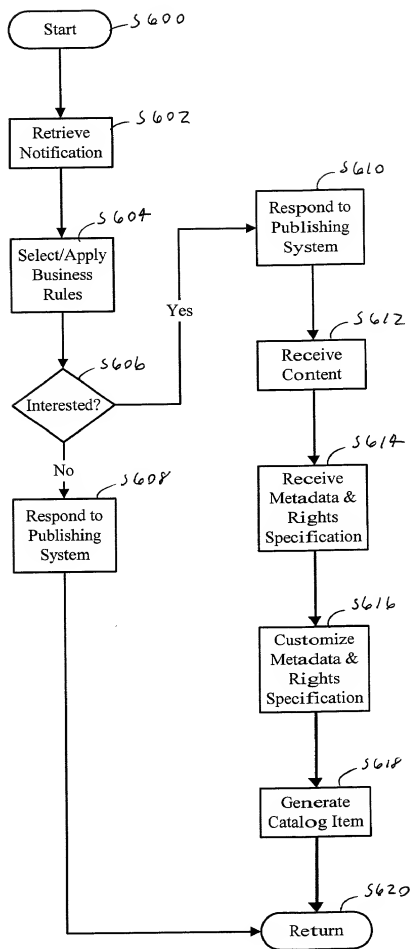 Start
S600
Retrieve
Notification
S602
Select/Apply
Business
Rules
S604
Interested?
S606
Yes
No
Respond to
Publishing
System
S608
Respond to
Publishing
System
S610
Receive
Content
S612
Receive
Metadata &
Rights
Specification
S614
Customize
Metadata &
Rights
Specification
S616
Generate
Catalog Item
S618
Return
S620